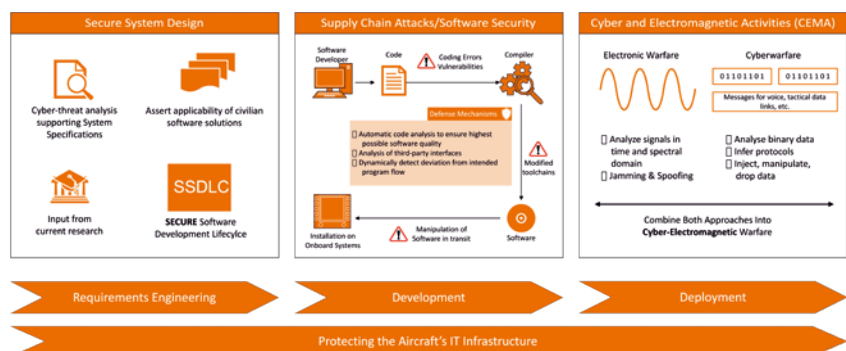 Secure System Design
Cyber-threat analysis
supporting System
Specifications
Assert applicability of civilian
software solutions
Input from
current research
SSDLC
SECURE Software
Development Lifecylce
Supply Chain Attacks/Software Security
Software
Developer
Code
Coding Errors
Vulnerabilities
Compiler
Defense Mechanisms
Automatic code analysis to ensure highest
possible software quality
Analysis of third-party interfaces
Dynamically detect deviation from intended
program flow
Modified
toolchains
Installation on
Onboard Systems
Manipulation of
Software in transit
Software
Cyber and Electromagnetic Activities (CEMA)
Electronic Warfare
Cyberwarfare
01101101
01101101
Messages for voice, tactical data
links, etc.
Analyze signals in
time and spectral
domain
Jamming & Spoofing
Analyse binary data
Infer protocols
Inject, manipulate,
drop data
Combine Both Approaches Into
Cyber-Electromagnetic Warfare
Requirements Engineering
Development
Deployment
Protecting the Aircraft's IT Infrastructure